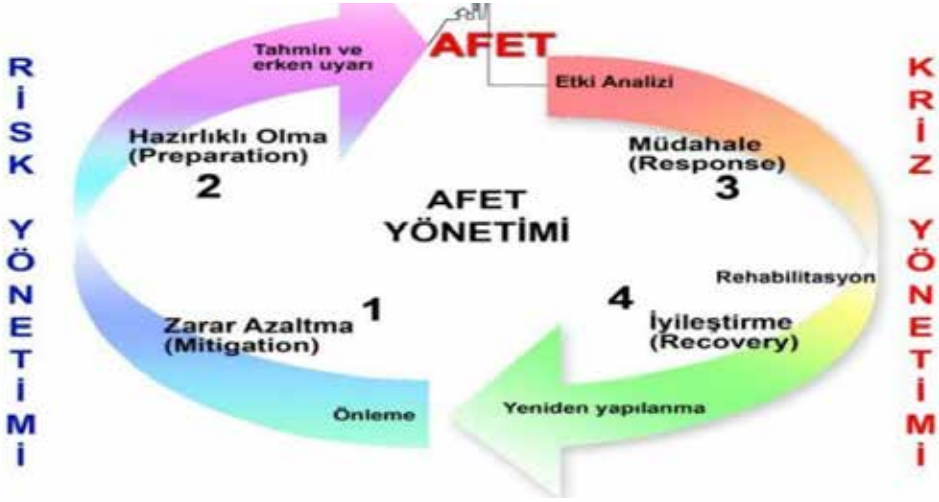 RİSK YÖNETİMİ
Tahmin ve
erken uyarı
Hazırlıklı Olma
(Preparation)
2
AFET
Etki Analizi
Müdahale
(Response)
3
AFET
YÖNETİMİ
1
Zarar Azaltma
(Mitigation)
Önleme
Rehabilitasyon
4
İyileştirme
(Recovery)
Yeniden yapılanma
KRİZ YÖNETİMİ